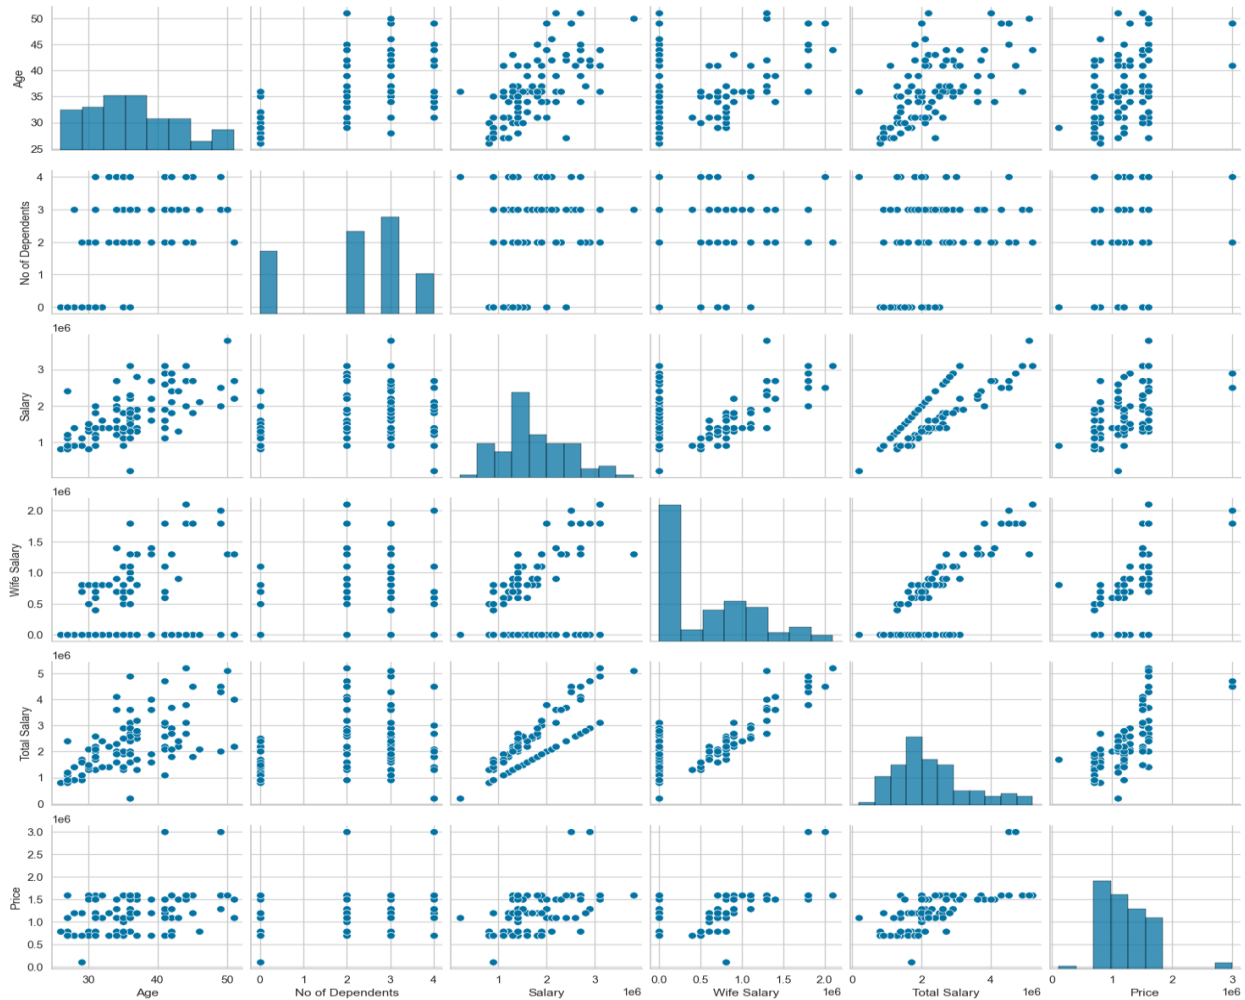 50
45
40
35
30
25
Age
4
3
2
1
0
No of Dependents
1e6
3
2
1
Salary
1e6
2.0
1.5
1.0
0.5
0.0
Wife Salary
1e6
5
4
3
2
1
0
Total Salary
1e6
3.0
2.5
2.0
1.5
1.0
0.5
0.0
Price
30 40 50
0 1 2 3 4
1 2 3 1e6
0.0 0.5 1.0 1.5 2.0 1e6
0 2 4 1e6
0 1 2 3 1e6
Age No of Dependents Salary Wife Salary Total Salary Price